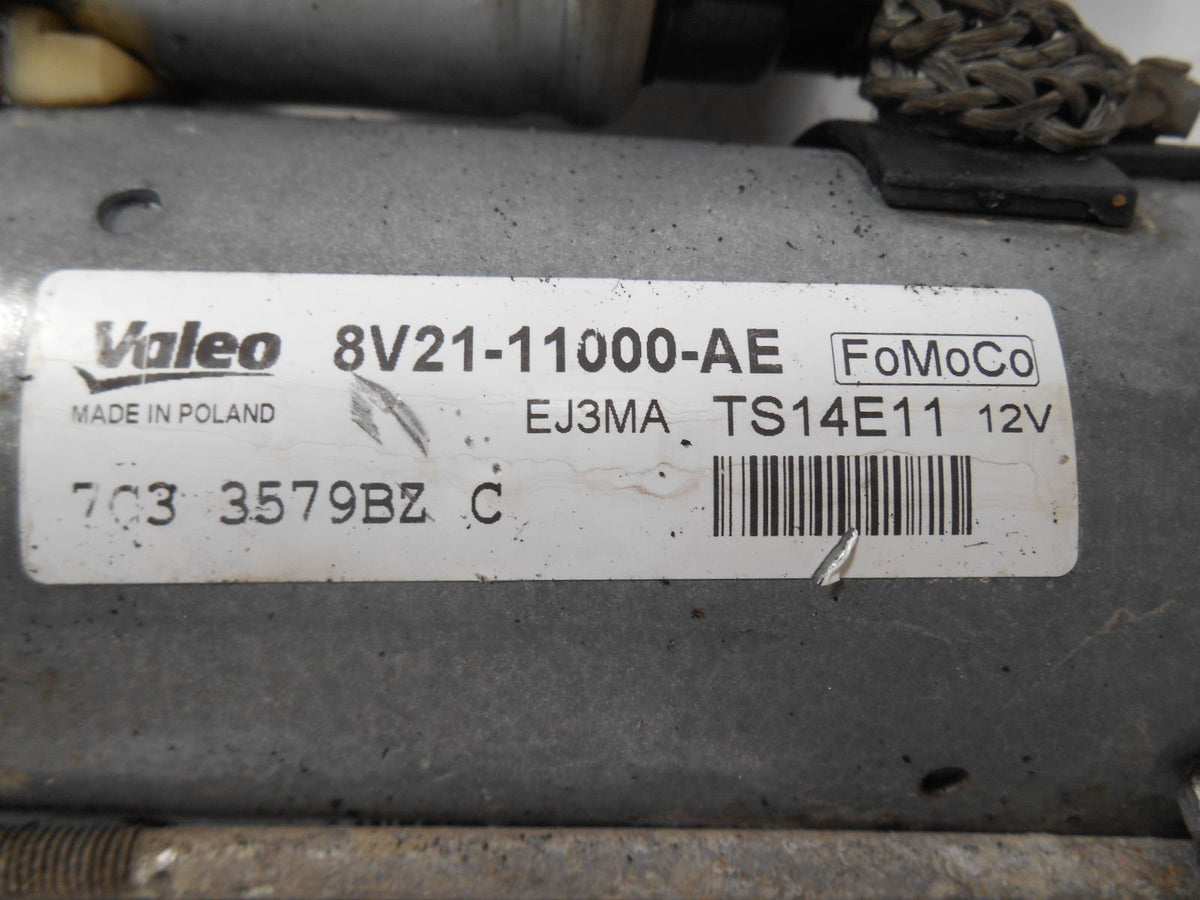 Valeo 8V21-11000-AE FoMoCo
MADE IN POLAND EJ3MA TS14E11 12V
7C3 3579BZ C